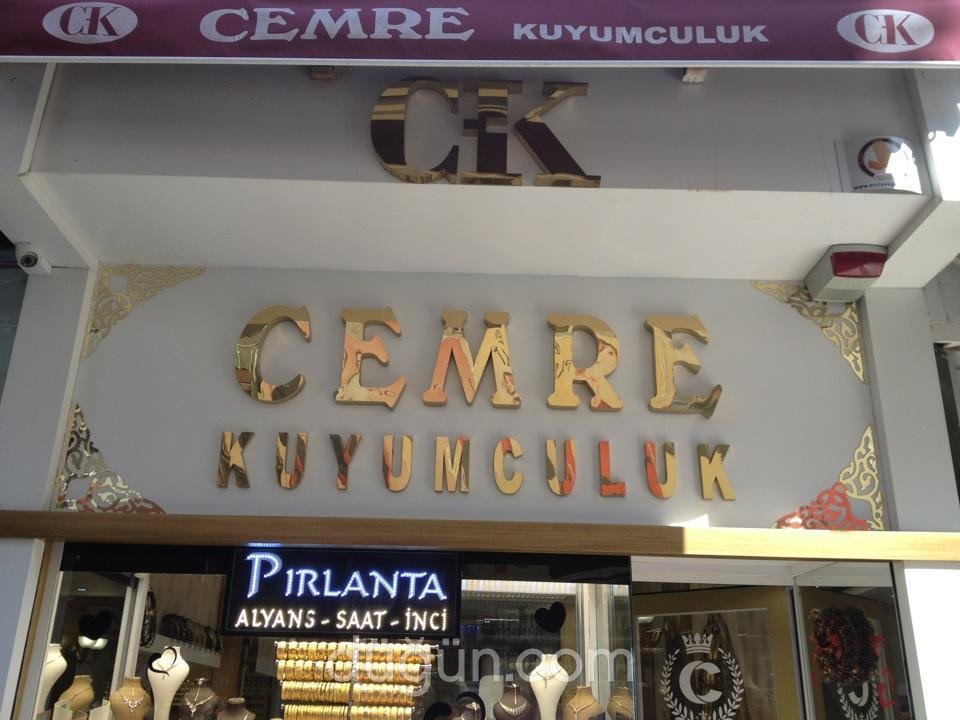 CK CEMRE KUYUMCULUK CK
CK
CEMRE
KUYUMCULUK
PIRLANTA
ALYANS - SAAT - İNCİ
düğün.com
C